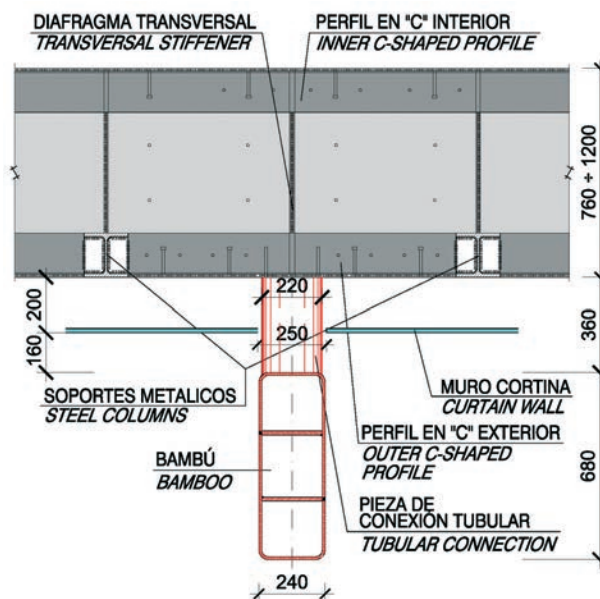 DIAFRAGMA TRANSVERSAL
TRANSVERSAL STIFFENER
PERFIL EN "C" INTERIOR
INNER C-SHAPED PROFILE
760 ÷ 1200
220
200
250
160
360
SOPORTES METALICOS
STEEL COLUMNS
MURO CORTINA
CURTAIN WALL
PERFIL EN "C" EXTERIOR
OUTER C-SHAPED
PROFILE
BAMBÚ
BAMBOO
680
PIEZA DE
CONEXIÓN TUBULAR
TUBULAR CONNECTION
240